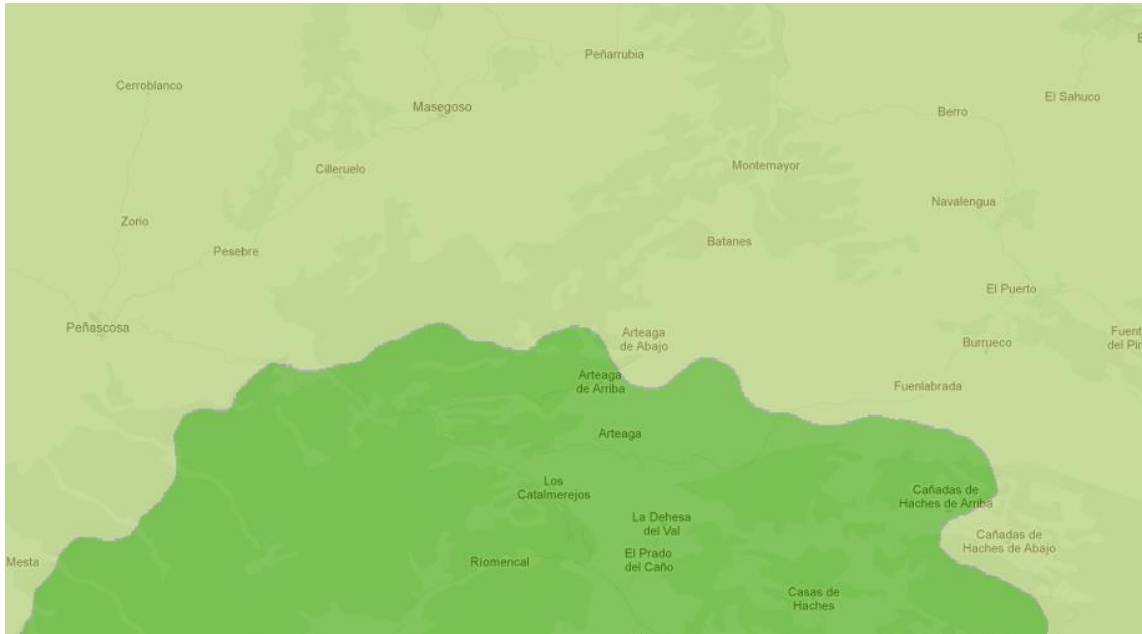 Peñarrubia
Cerroblanco
El Sahuco
Masegoso
Berro
Cilleruelo
Montemayor
Navalengua
Zorio
Batanes
Pesebre
El Puerto
Peñascosa
Arteaga
de Abajo
Fuent
del Pir
Burrueco
Arteaga
de Arriba
Fuenlabrada
Arteaga
Los
Catalmerejos
Cañadas de
Haches de Arriba
La Dehesa
del Val
Cañadas de
Haches de Abajo
El Prado
del Caño
Mesta
Riomencal
Casas de
Haches